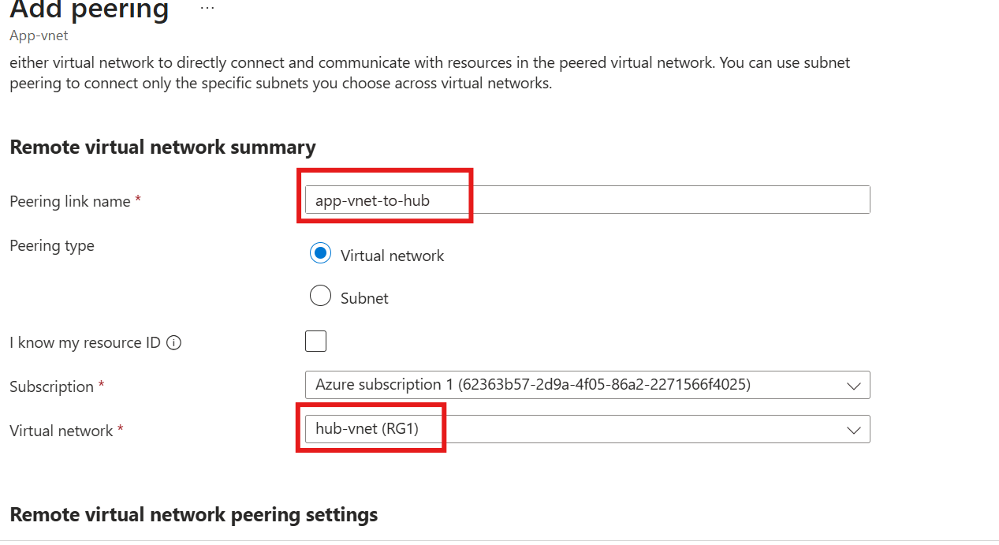 Add peering ...
App-vnet
either virtual network to directly connect and communicate with resources in the peered virtual network. You can use subnet
peering to connect only the specific subnets you choose across virtual networks.
Remote virtual network summary
Peering link name * app-vnet-to-hub
Peering type
Virtual network
Subnet
I know my resource ID
Subscription * Azure subscription 1 (62363b57-2d9a-4f05-86a2-2271566f4025)
Virtual network * hub-vnet (RG1)
Remote virtual network peering settings